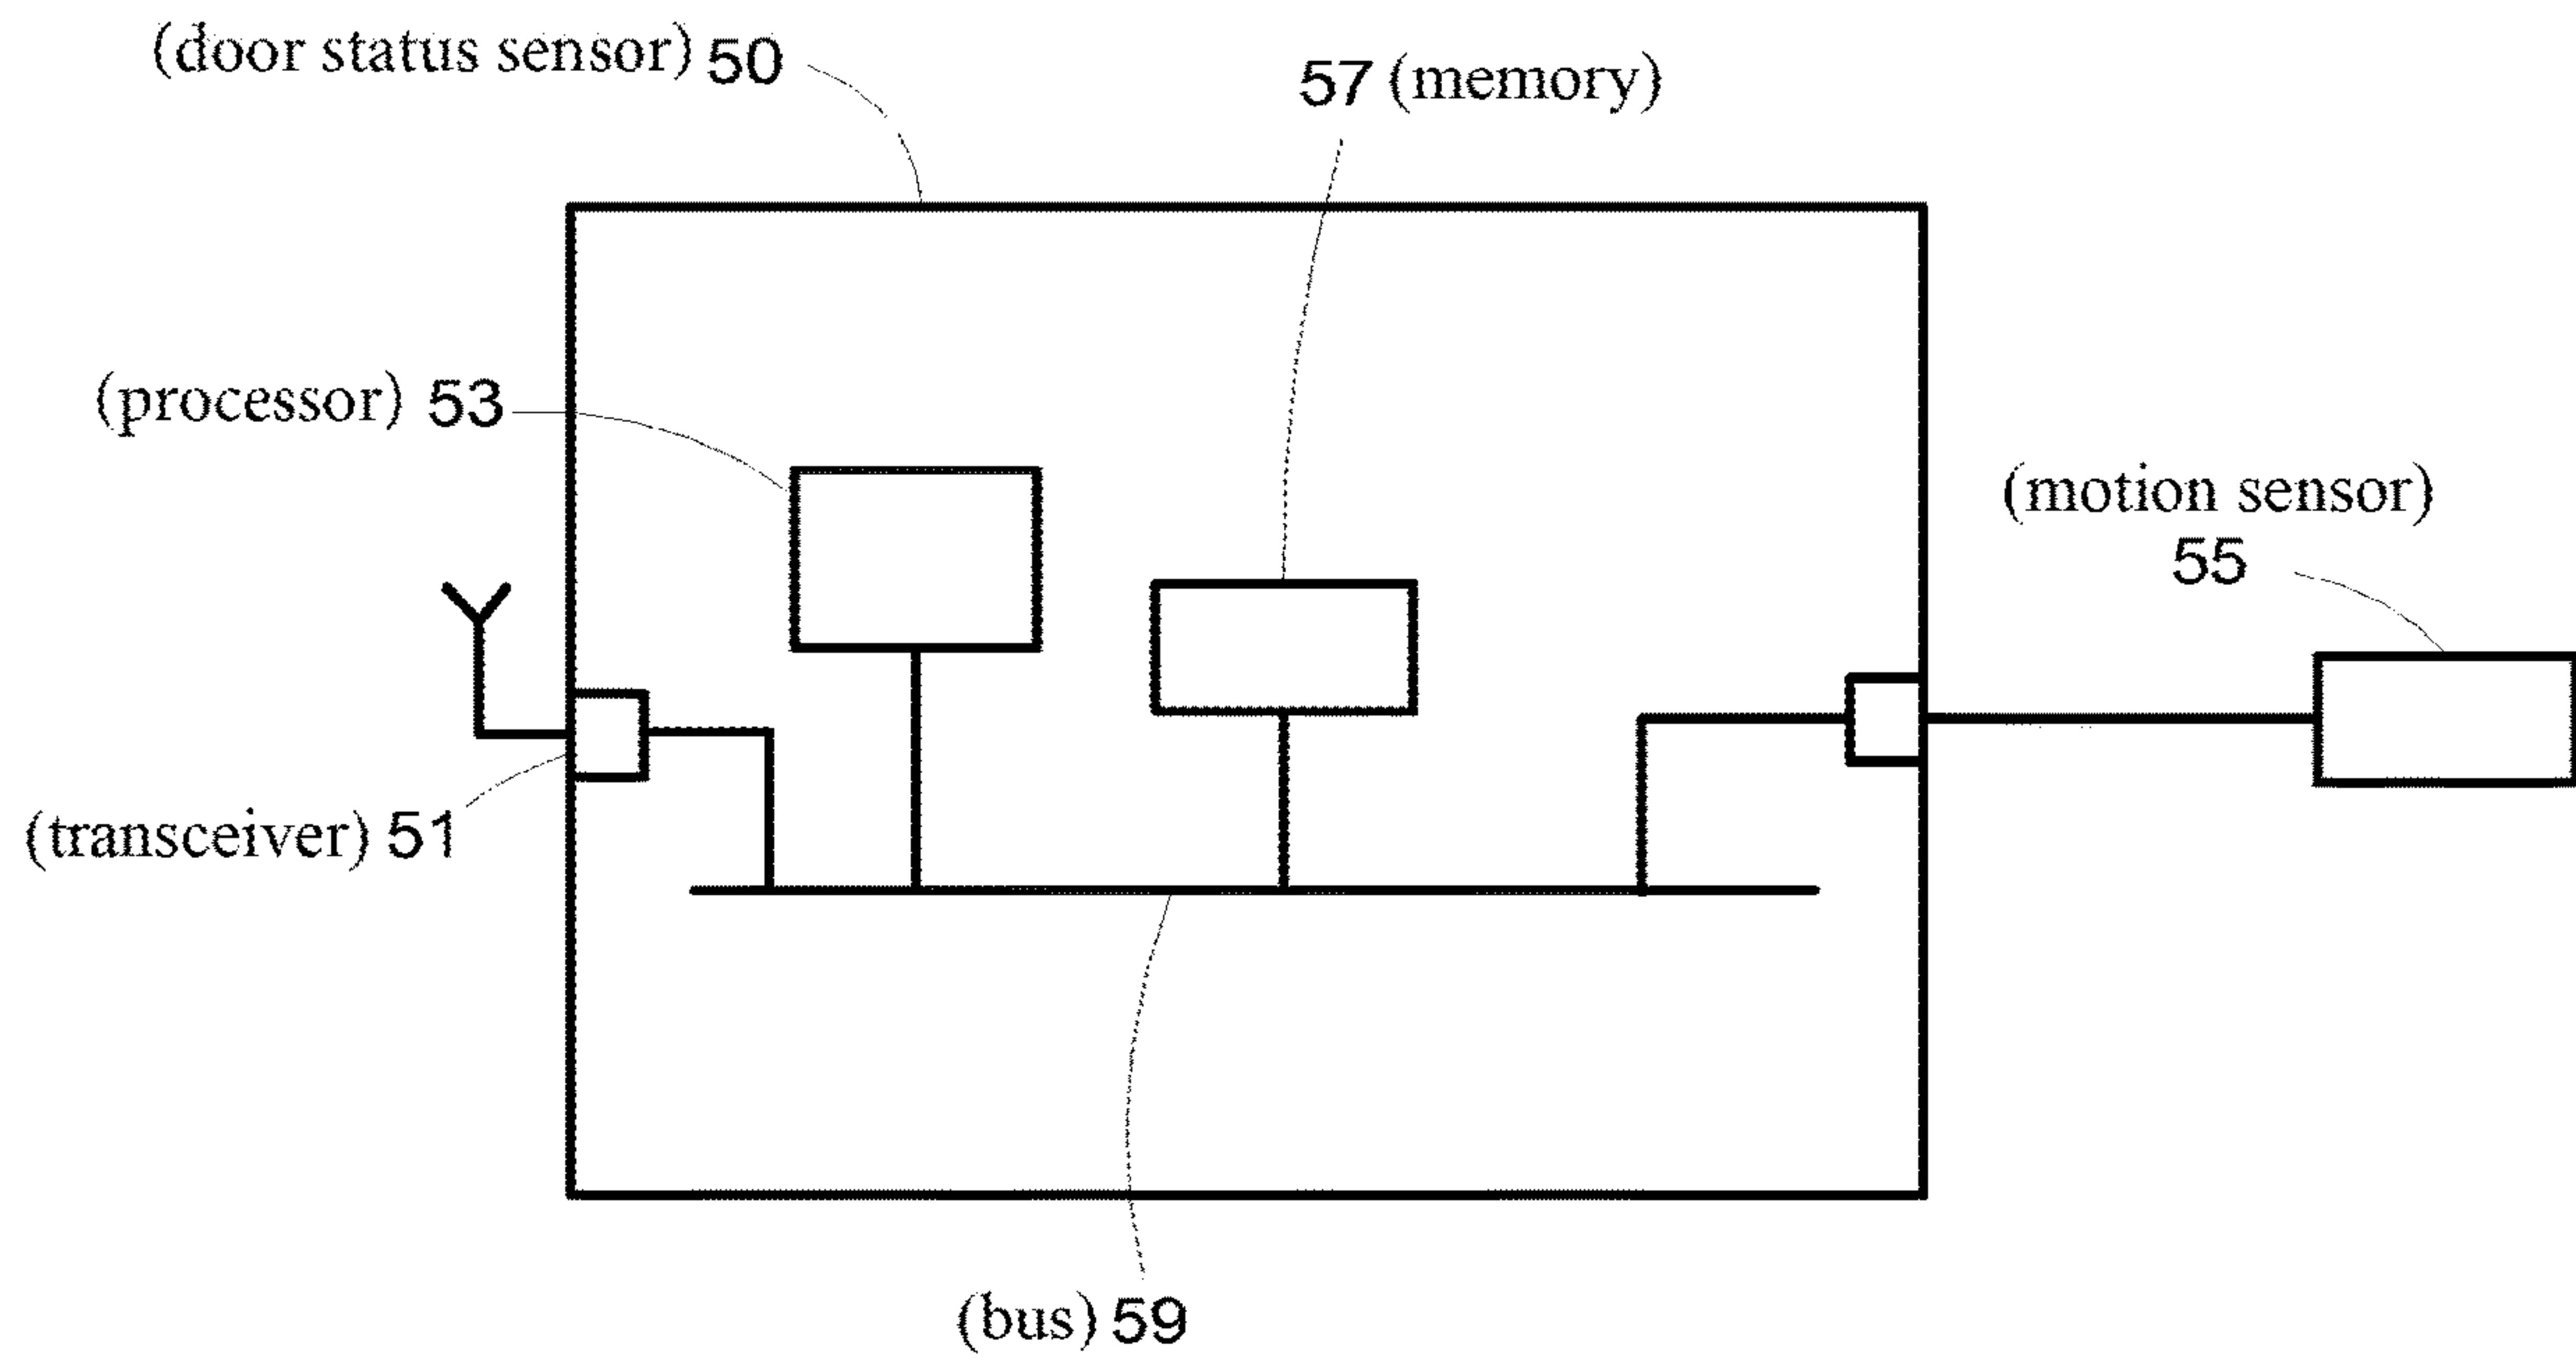 (door status sensor) 50
57 (memory)
(processor) 53
(motion sensor)
55
(transceiver) 51
(bus) 59